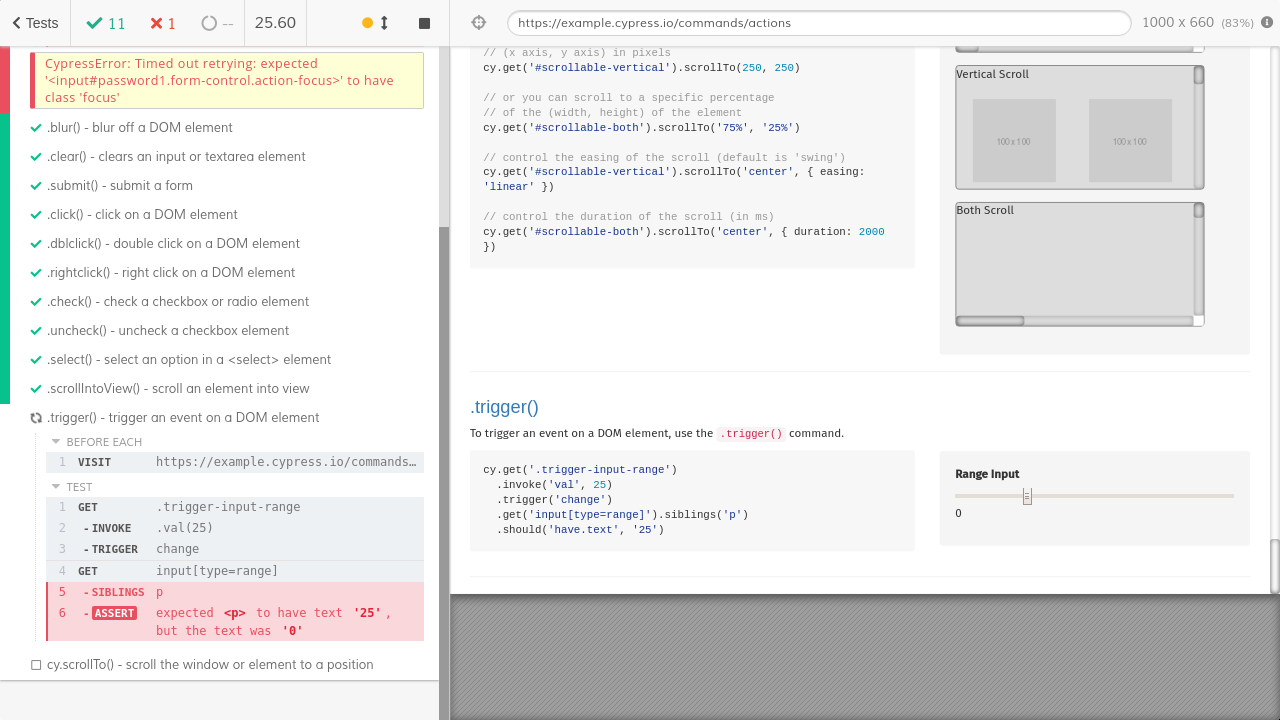 Tests
11
1
--
25.60
https://example.cypress.io/commands/actions
1000 x 660 (83%)
CypressError: Timed out retrying: expected
'<input#password1.form-control.action-focus>' to have
class 'focus'
.blur() - blur off a DOM element
.clear() - clears an input or textarea element
.submit() - submit a form
.click() - click on a DOM element
.dblclick() - double click on a DOM element
.rightclick() - right click on a DOM element
.check() - check a checkbox or radio element
.uncheck() - uncheck a checkbox element
.select() - select an option in a <select> element
.scrollIntoView() - scroll an element into view
.trigger() - trigger an event on a DOM element
BEFORE EACH
1 VISIT https://example.cypress.io/commands…
TEST
1 GET .trigger-input-range
2 -INVOKE .val(25)
3 -TRIGGER change
4 GET input[type=range]
5 -SIBLINGS p
6 -ASSERT expected <p> to have text '25',
but the text was '0'
cy.scrollTo() - scroll the window or element to a position
// (x axis, y axis) in pixels
cy.get('#scrollable-vertical').scrollTo(250, 250)
// or you can scroll to a specific percentage
// of the (width, height) of the element
cy.get('#scrollable-both').scrollTo('75%', '25%')
// control the easing of the scroll (default is 'swing')
cy.get('#scrollable-vertical').scrollTo('center', { easing:
'linear' })
// control the duration of the scroll (in ms)
cy.get('#scrollable-both').scrollTo('center', { duration: 2000
})
Vertical Scroll
100 x 100
100 x 100
Both Scroll
.trigger()
To trigger an event on a DOM element, use the .trigger() command.
cy.get('.trigger-input-range')
.invoke('val', 25)
.trigger('change')
.get('input[type=range]').siblings('p')
.should('have.text', '25')
Range Input
0